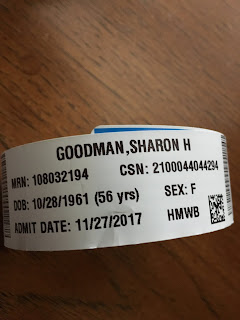 GOODMAN,SHARON H
MRN: 108032194 CSN: 2100044044294
DOB: 10/28/1961 (56 yrs) SEX: F
ADMIT DATE: 11/27/2017 HMWB